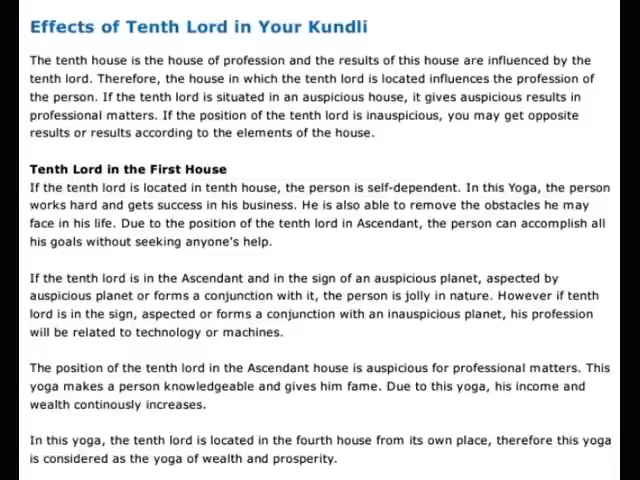 Effects of Tenth Lord in Your Kundli
The tenth house is the house of profession and the results of this house are influenced by the
tenth lord. Therefore, the house in which the tenth lord is located influences the profession of
the person. If the tenth lord is situated in an auspicious house, it gives auspicious results in
professional matters. If the position of the tenth lord is inauspicious, you may get opposite
results or results according to the elements of the house.
Tenth Lord in the First House
If the tenth lord is located in tenth house, the person is self-dependent. In this Yoga, the person
works hard and gets success in his business. He is also able to remove the obstacles he may
face in his life. Due to the position of the tenth lord in Ascendant, the person can accomplish all
his goals without seeking anyone's help.
If the tenth lord is in the Ascendant and in the sign of an auspicious planet, aspected by
auspicious planet or forms a conjunction with it, the person is jolly in nature. However if tenth
lord is in the sign, aspected or forms a conjunction with an inauspicious planet, his profession
will be related to technology or machines.
The position of the tenth lord in the Ascendant house is auspicious for professional matters. This
yoga makes a person knowledgeable and gives him fame. Due to this yoga, his income and
wealth continously increases.
In this yoga, the tenth lord is located in the fourth house from its own place, therefore this yoga
is considered as the yoga of wealth and prosperity.